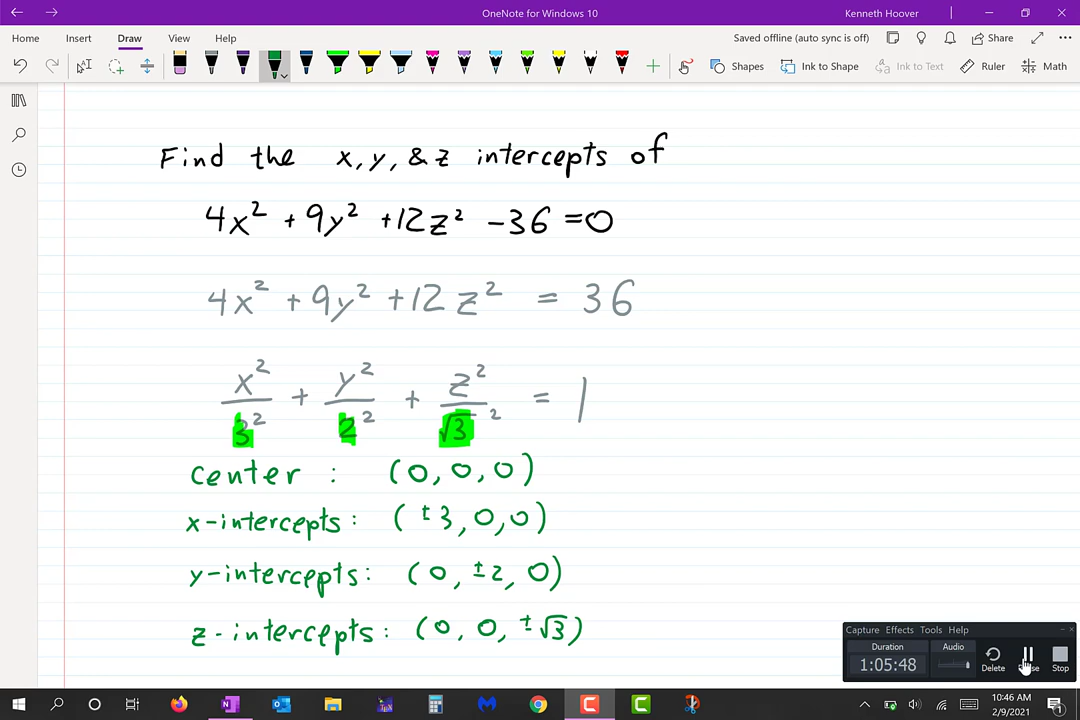 OneNote for Windows 10
Kenneth Hoover
Home Insert Draw View Help
Saved offline (auto sync is off)
Share
Shapes
Ink to Shape
Ink to Text
Ruler
Math
Find the x, y, & z intercepts of
4x² + 9y² + 12z² - 36 = 0
4x² + 9y² + 12z² = 36
x²/3² + y²/2² + z²/√3² = 1
center : (0, 0, 0)
x-intercepts: (±3, 0, 0)
y-intercepts: (0, ±2, 0)
z-intercepts: (0, 0, ±√3)
Capture Effects Tools Help
Duration
1:05:48
Audio
Delete
Stop
10:46 AM
2/9/2021